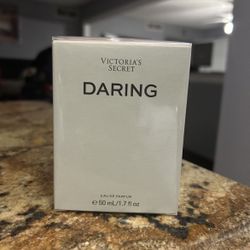 VICTORIA'S
SECRET
DARING
EAU DE PARFUM
℮ 50 mL/1.7 fl oz